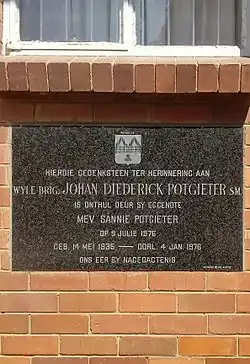 HIERDIE GEDENKSTEEN TER HERINNERING AAN
WYLE BRIG. JOHAN DIEDERICK POTGIETER SM.
IS ONTHUL DEUR SY EGGENOTE
MEV. SANNIE POTGIETER
OP 9 JULIE 1976
GEB. 14 MEI 1935 — OORL. 4 JAN 1976
ONS EER SY NAGEDAGTENIS